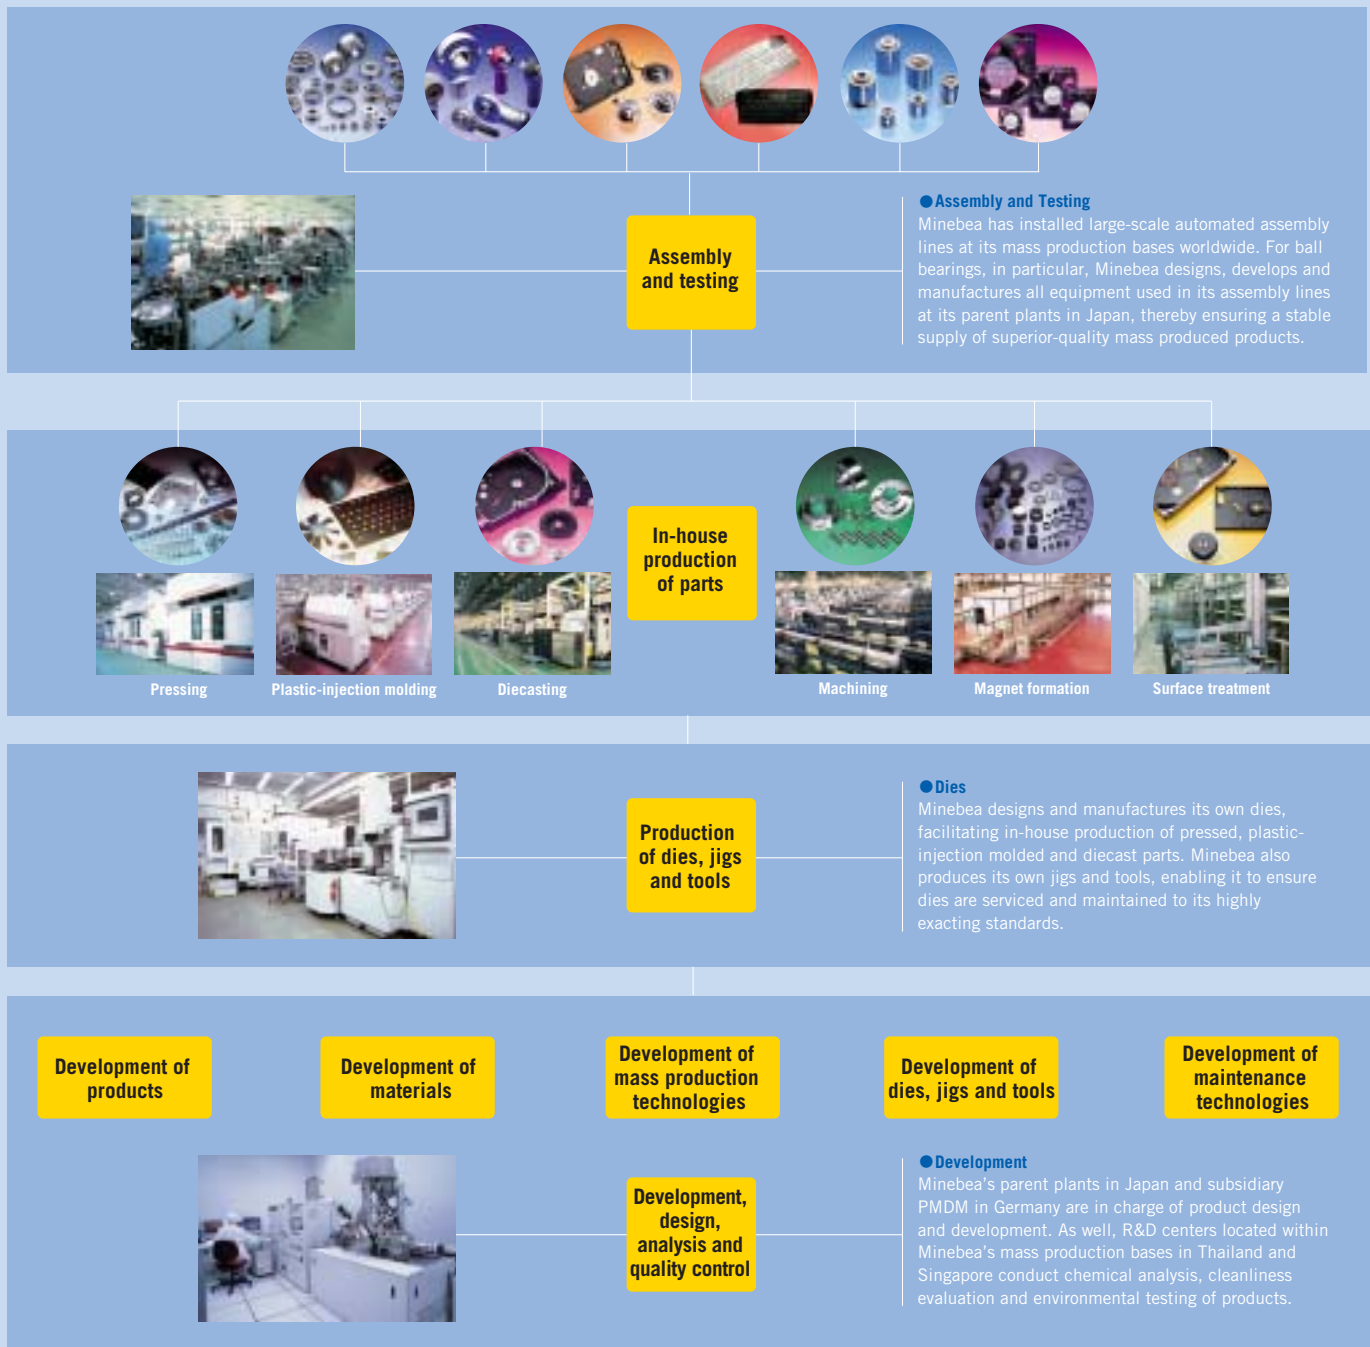 ●Assembly and Testing
Minebea has installed large-scale automated assembly
lines at its mass production bases worldwide. For ball
bearings, in particular, Minebea designs, develops and
manufactures all equipment used in its assembly lines
at its parent plants in Japan, thereby ensuring a stable
supply of superior-quality mass produced products.
Assembly
and testing
In-house
production
of parts
Pressing
Plastic-injection molding
Diecasting
Machining
Magnet formation
Surface treatment
Production
of dies, jigs
and tools
●Dies
Minebea designs and manufactures its own dies,
facilitating in-house production of pressed, plastic-
injection molded and diecast parts. Minebea also
produces its own jigs and tools, enabling it to ensure
dies are serviced and maintained to its highly
exacting standards.
Development of
products
Development of
materials
Development of
mass production
technologies
Development of
dies, jigs and tools
Development of
maintenance
technologies
Development,
design,
analysis and
quality control
●Development
Minebea's parent plants in Japan and subsidiary
PMDM in Germany are in charge of product design
and development. As well, R&D centers located within
Minebea's mass production bases in Thailand and
Singapore conduct chemical analysis, cleanliness
evaluation and environmental testing of products.